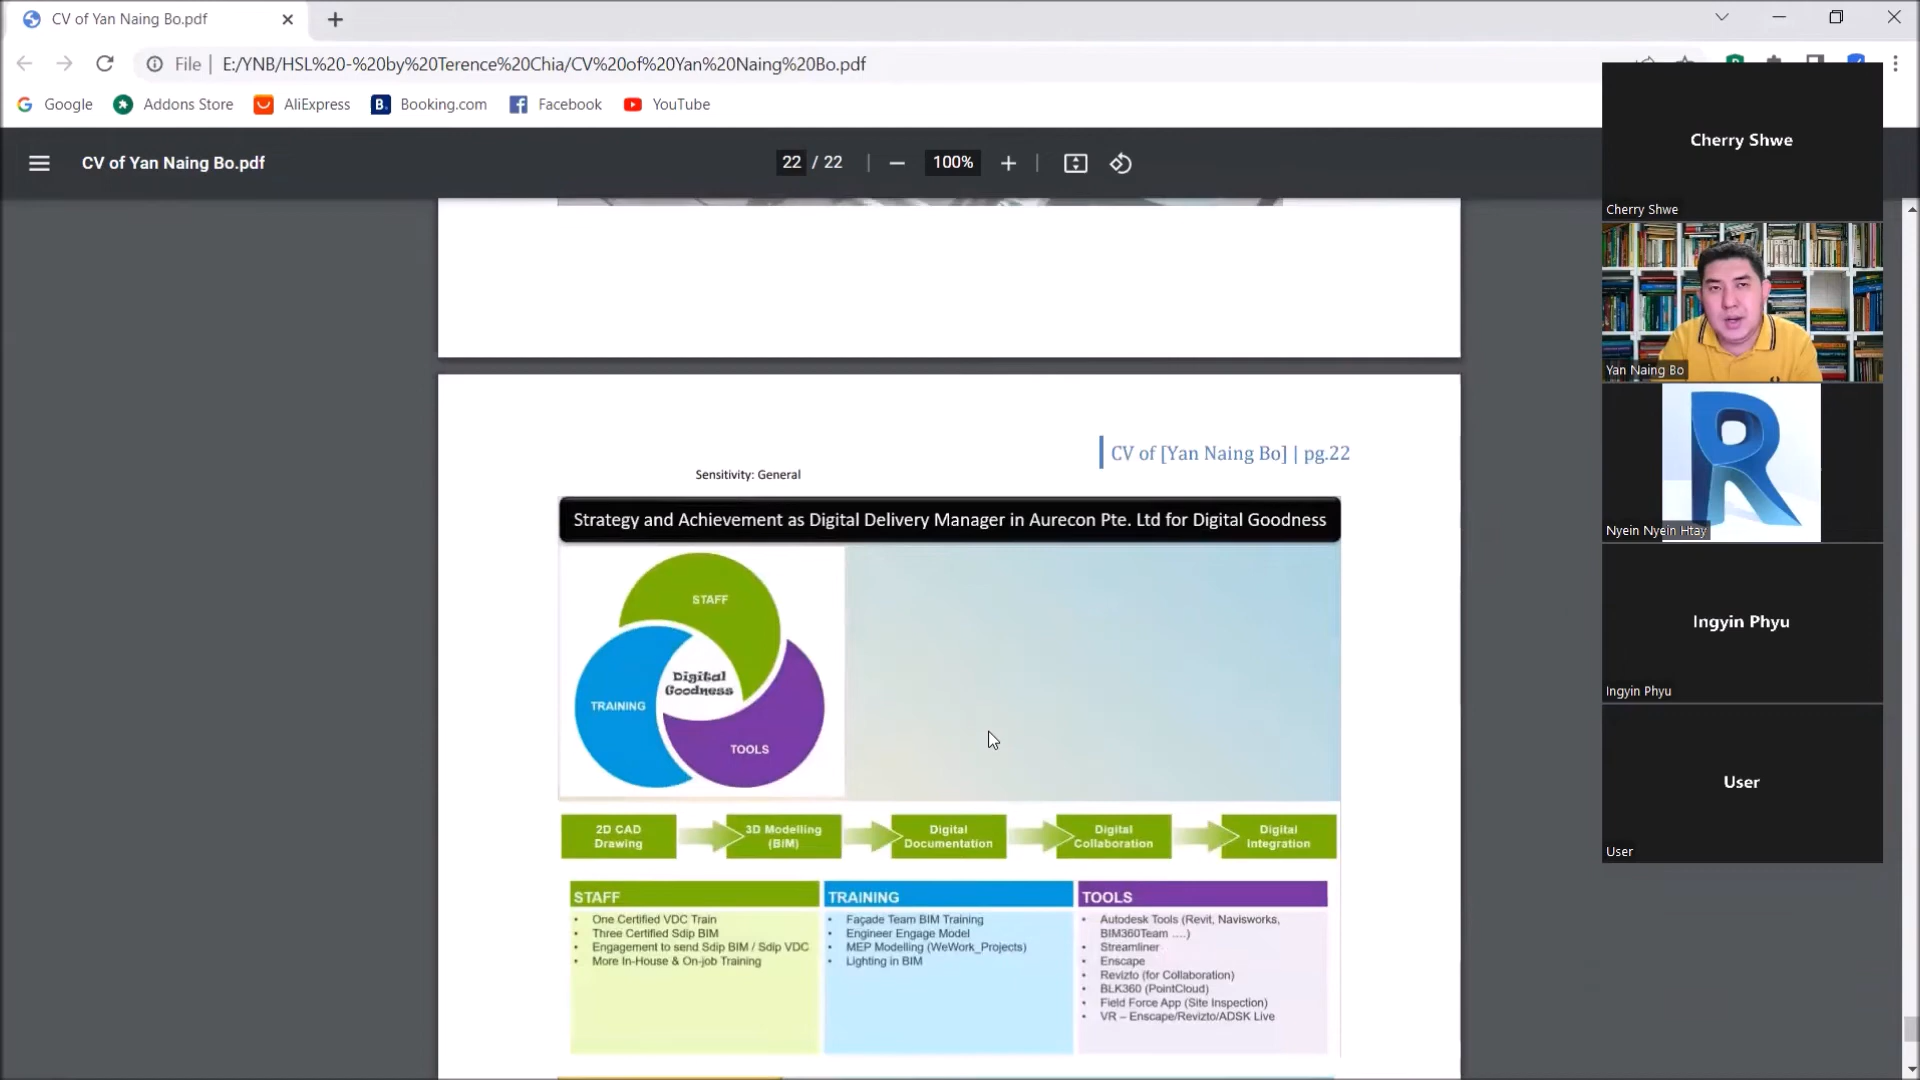 CV of Yan Naing Bo.pdf
File | E:/YNB/HSL%20-%20by%20Terence%20Chia/CV%20of%20Yan%20Naing%20Bo.pdf
Google Addons Store AliExpress B. Booking.com Facebook YouTube
CV of Yan Naing Bo.pdf
22 / 22
100%
CV of [Yan Naing Bo] | pg.22
Sensitivity: General
Strategy and Achievement as Digital Delivery Manager in Aurecon Pte. Ltd for Digital Goodness
STAFF
Digital
Goodness
TRAINING
TOOLS
2D CAD
Drawing
3D Modelling
(BIM)
Digital
Documentation
Digital
Collaboration
Digital
Integration
STAFF
• One Certified VDC Train
• Three Certified Sdip BIM
• Engagement to send Sdip BIM / Sdip VDC
• More In-House & On-job Training
TRAINING
• Façade Team BIM Training
• Engineer Engage Model
• MEP Modelling (WeWork_Projects)
• Lighting in BIM
TOOLS
• Autodesk Tools (Revit, Navisworks,
BIM360Team ....)
• Streamliner
• Enscape
• Revizto (for Collaboration)
• BLK360 (PointCloud)
• Field Force App (Site Inspection)
• VR – Enscape/Revizto/ADSK Live
Cherry Shwe
Cherry Shwe
Yan Naing Bo
R
Nyein Nyein Htay
Ingyin Phyu
Ingyin Phyu
User
User